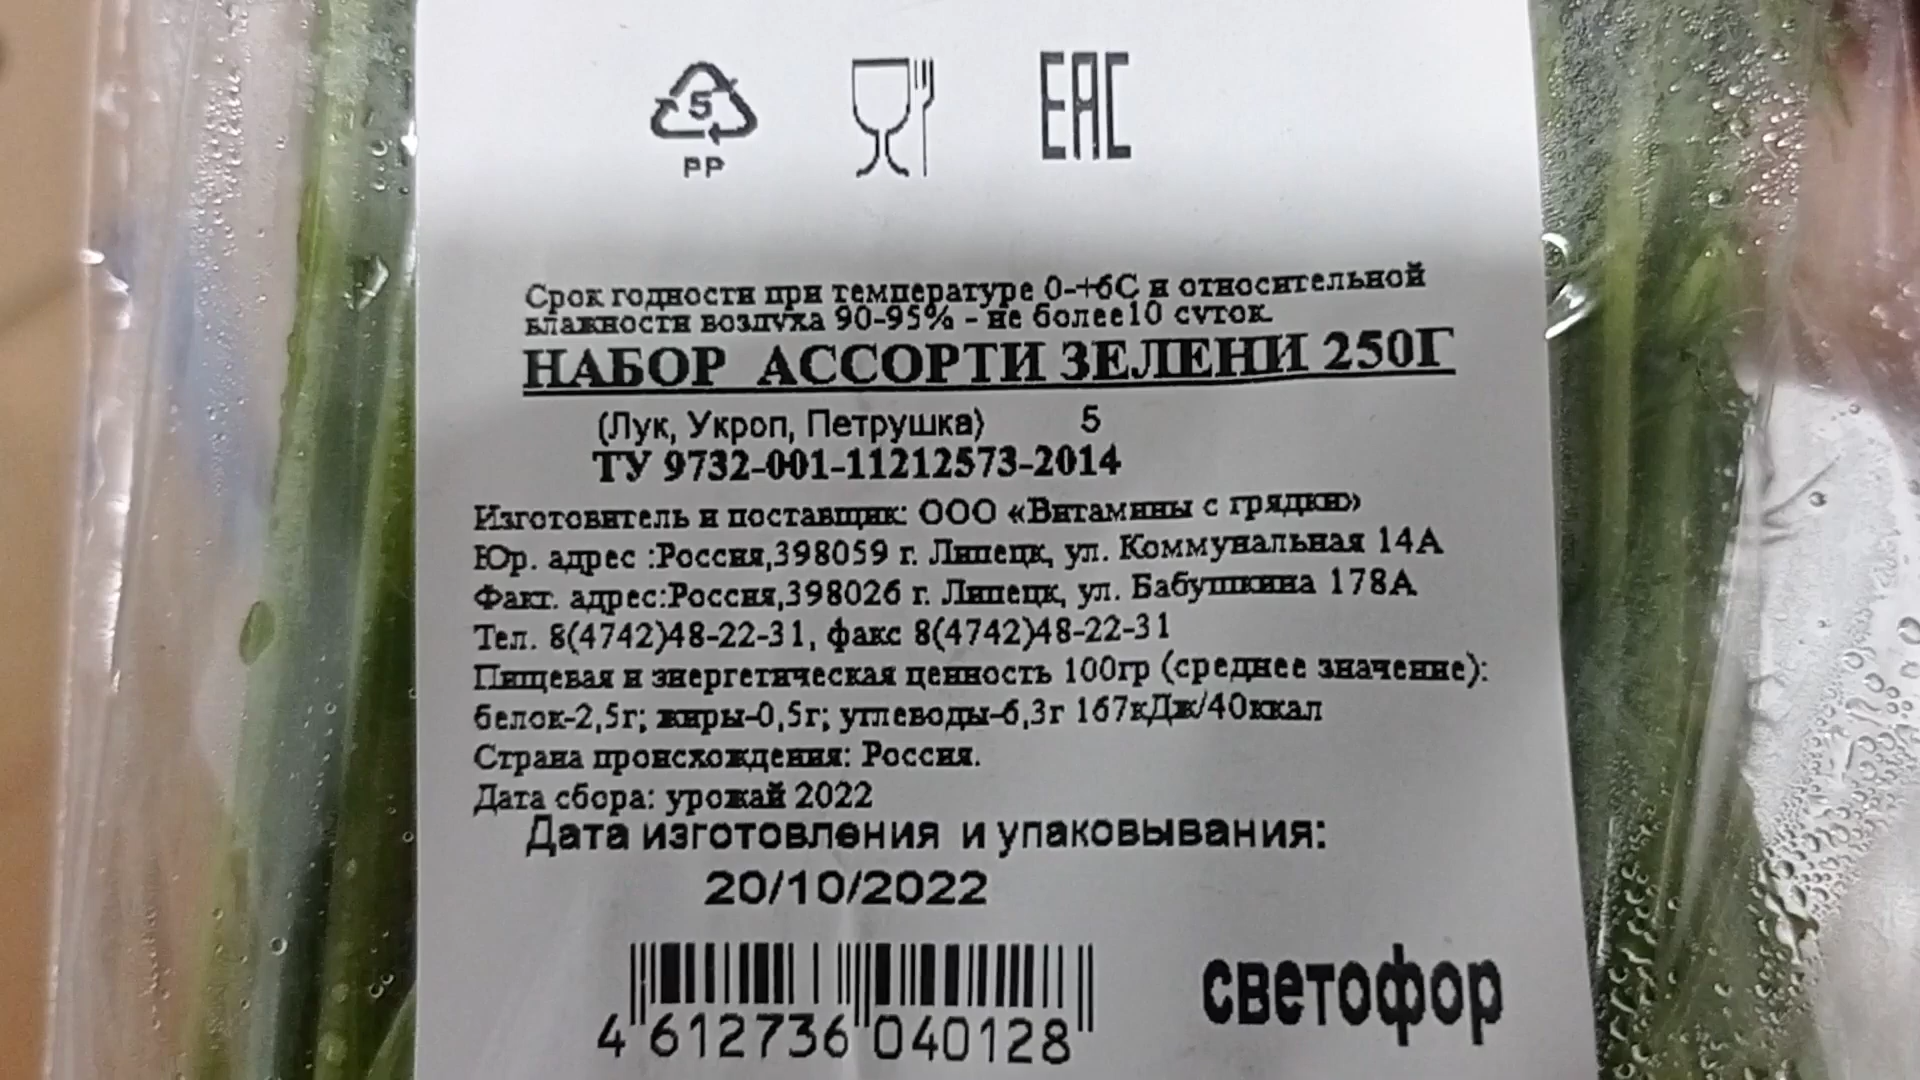 5
PP
EAC
Срок годности при температуре 0-+6С и относительной
влажности воздуха 90-95% - не более10 суток.
НАБОР АССОРТИ ЗЕЛЕНИ 250Г
(Лук, Укроп, Петрушка) 5
ТУ 9732-001-11212573-2014
Изготовитель и поставщик: ООО «Витамины с грядки»
Юр. адрес :Россия,398059 г. Липецк, ул. Коммунальная 14А
Факт. адрес:Россия,398026 г. Липецк, ул. Бабушкина 178А
Тел. 8(4742)48-22-31, факс 8(4742)48-22-31
Пищевая и энергетическая ценность 100гр (среднее значение):
белок-2,5г; жиры-0,5г; углеводы-6,3г 167кДж/40ккал
Страна происхождения: Россия.
Дата сбора: урожай 2022
Дата изготовления и упаковывания:
20/10/2022
4 612736 040128
светофор